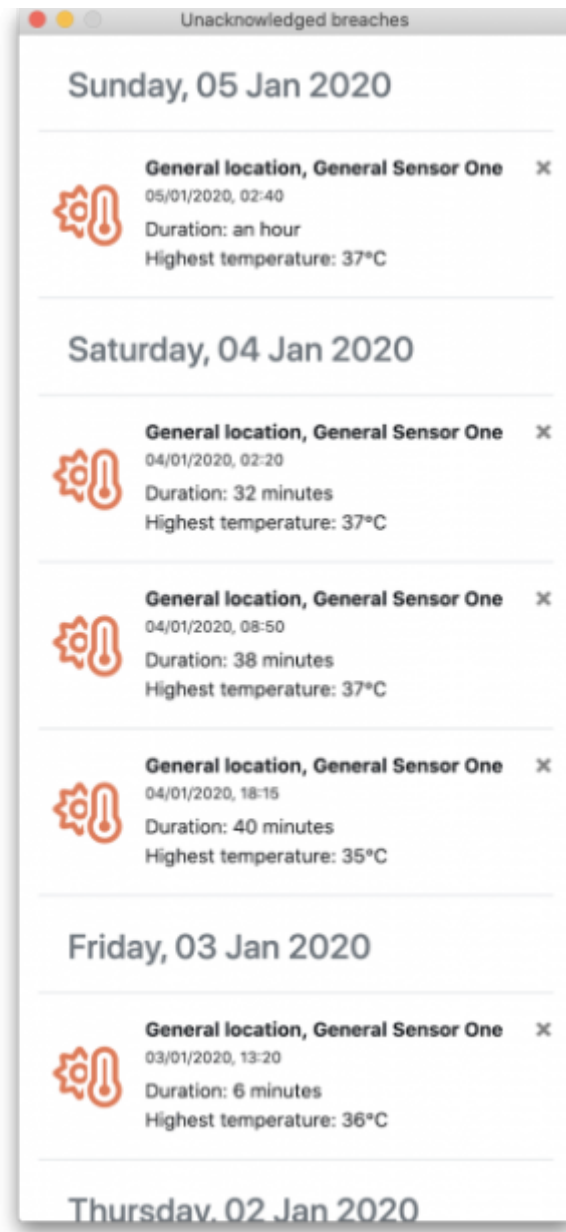 Unacknowledged breaches
Sunday, 05 Jan 2020
General location, General Sensor One
05/01/2020, 02:40
Duration: an hour
Highest temperature: 37°C
Saturday, 04 Jan 2020
General location, General Sensor One
04/01/2020, 02:20
Duration: 32 minutes
Highest temperature: 37°C
General location, General Sensor One
04/01/2020, 08:50
Duration: 38 minutes
Highest temperature: 37°C
General location, General Sensor One
04/01/2020, 18:15
Duration: 40 minutes
Highest temperature: 35°C
Friday, 03 Jan 2020
General location, General Sensor One
03/01/2020, 13:20
Duration: 6 minutes
Highest temperature: 36°C
Thursday, 02 Jan 2020